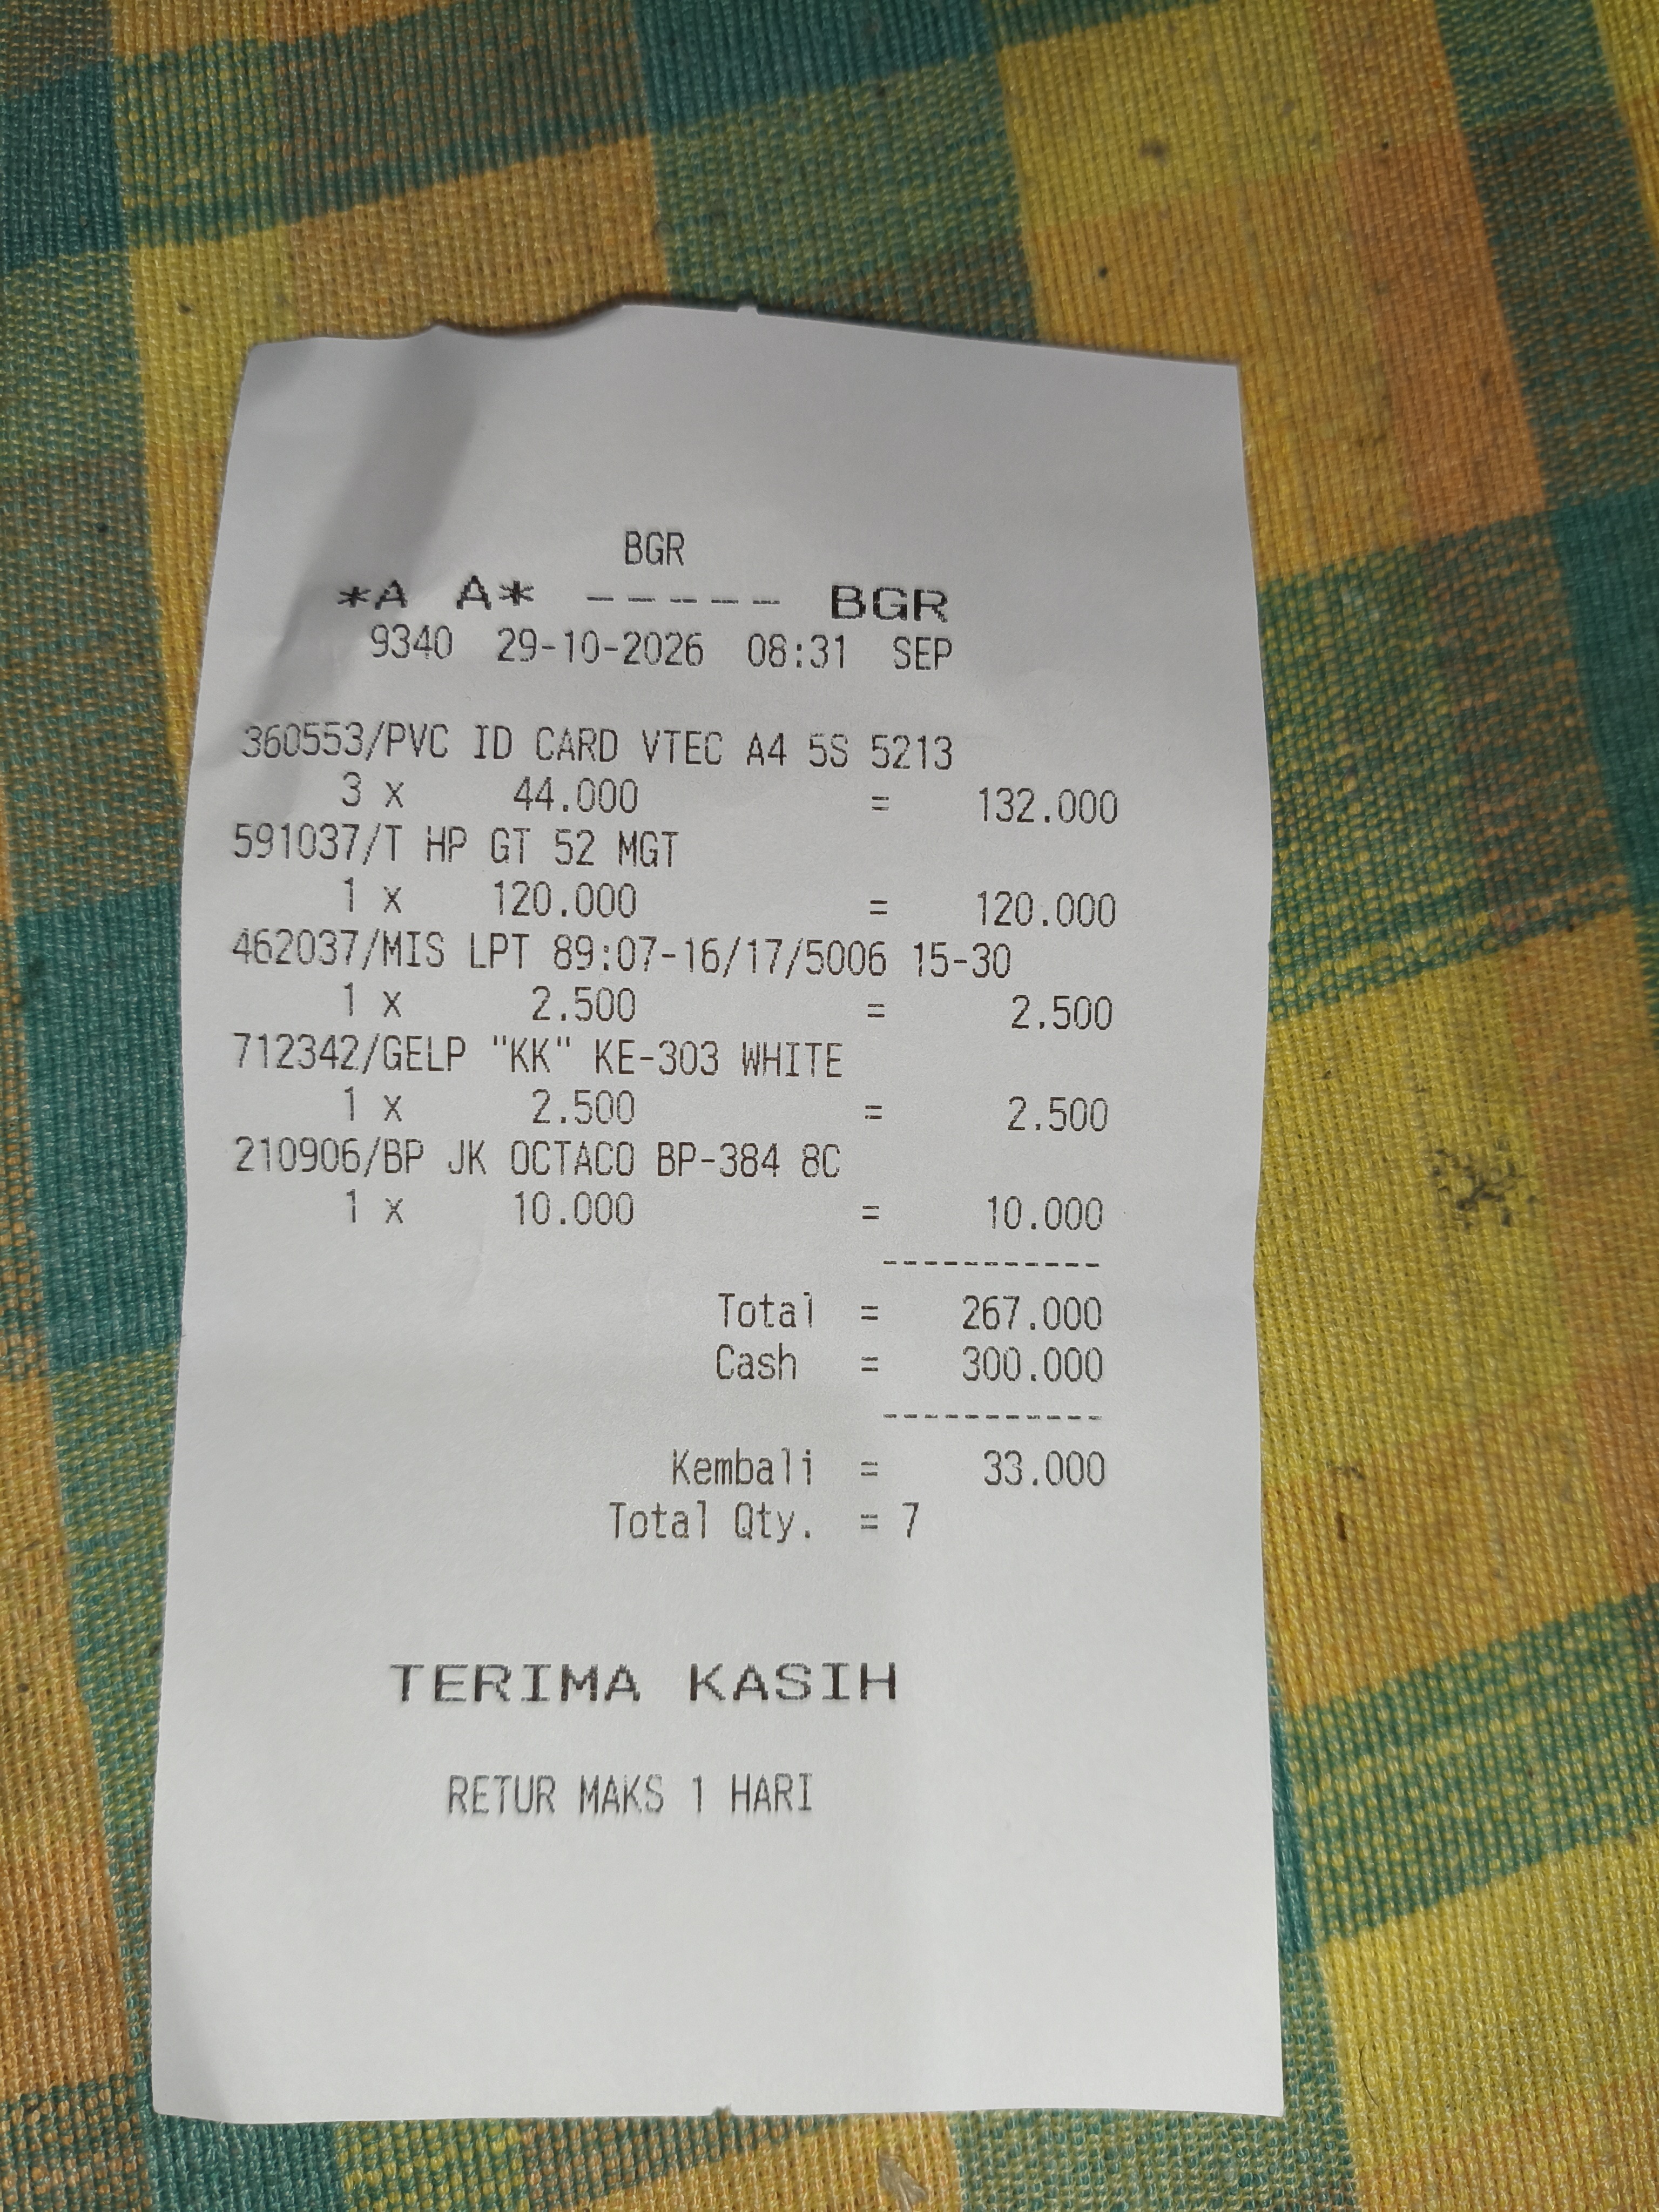 BGR
*A A* ----- BGR
9340 29-10-2026 08:31 SEP
360553/PVC ID CARD VTEC A4 5S 5213
3 x 44.000 = 132.000
591037/T HP GT 52 MGT
1 x 120.000 = 120.000
462037/MIS LPT 89:07-16/17/5006 15-30
1 x 2.500 = 2.500
712342/GELP "KK" KE-303 WHITE
1 x 2.500 = 2.500
210906/BP JK OCTACO BP-384 8C
1 x 10.000 = 10.000
-----------
Total = 267.000
Cash = 300.000
-----------
Kembali = 33.000
Total Qty. = 7
TERIMA KASIH
RETUR MAKS 1 HARI